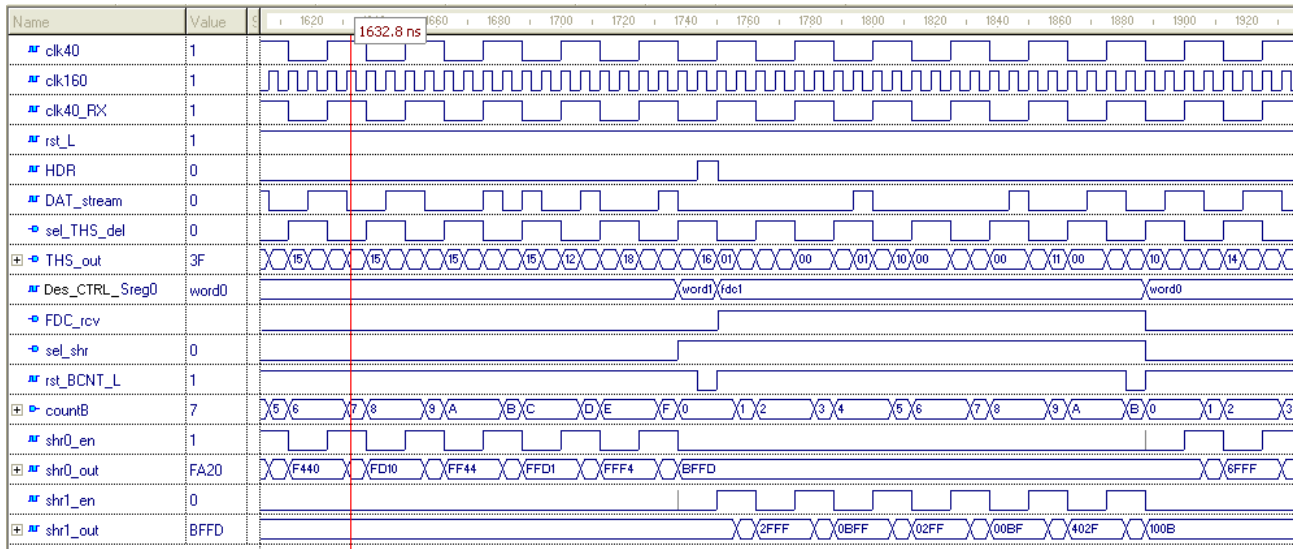 Name Value S 1620 1660 1680 1700 1720 1740 1760 1780 1800 1820 1840 1860 1880 1900 1920
1632.8 ns
clk40 1
clk160 1
clk40_RX 1
rst_L 1
HDR 0
DAT_stream 0
sel_THS_del 0
THS_out 3F 15 15 15 15 12 18 16 01 00 01 10 00 00 11 00 10 14
Des_CTRL_Sreg0 word0 word1 fdc1 word0
FDC_rcv
sel_shr 0
rst_BCNT_L 1
countB 7 5 6 7 8 9 A B C D E F 0 1 2 3 4 5 6 7 8 9 A B 0 1 2 3
shr0_en 1
shr0_out FA20 F440 FD10 FF44 FFD1 FFF4 BFFD 6FFF
shr1_en 0
shr1_out BFFD 2FFF 0BFF 02FF 00BF 402F 100B